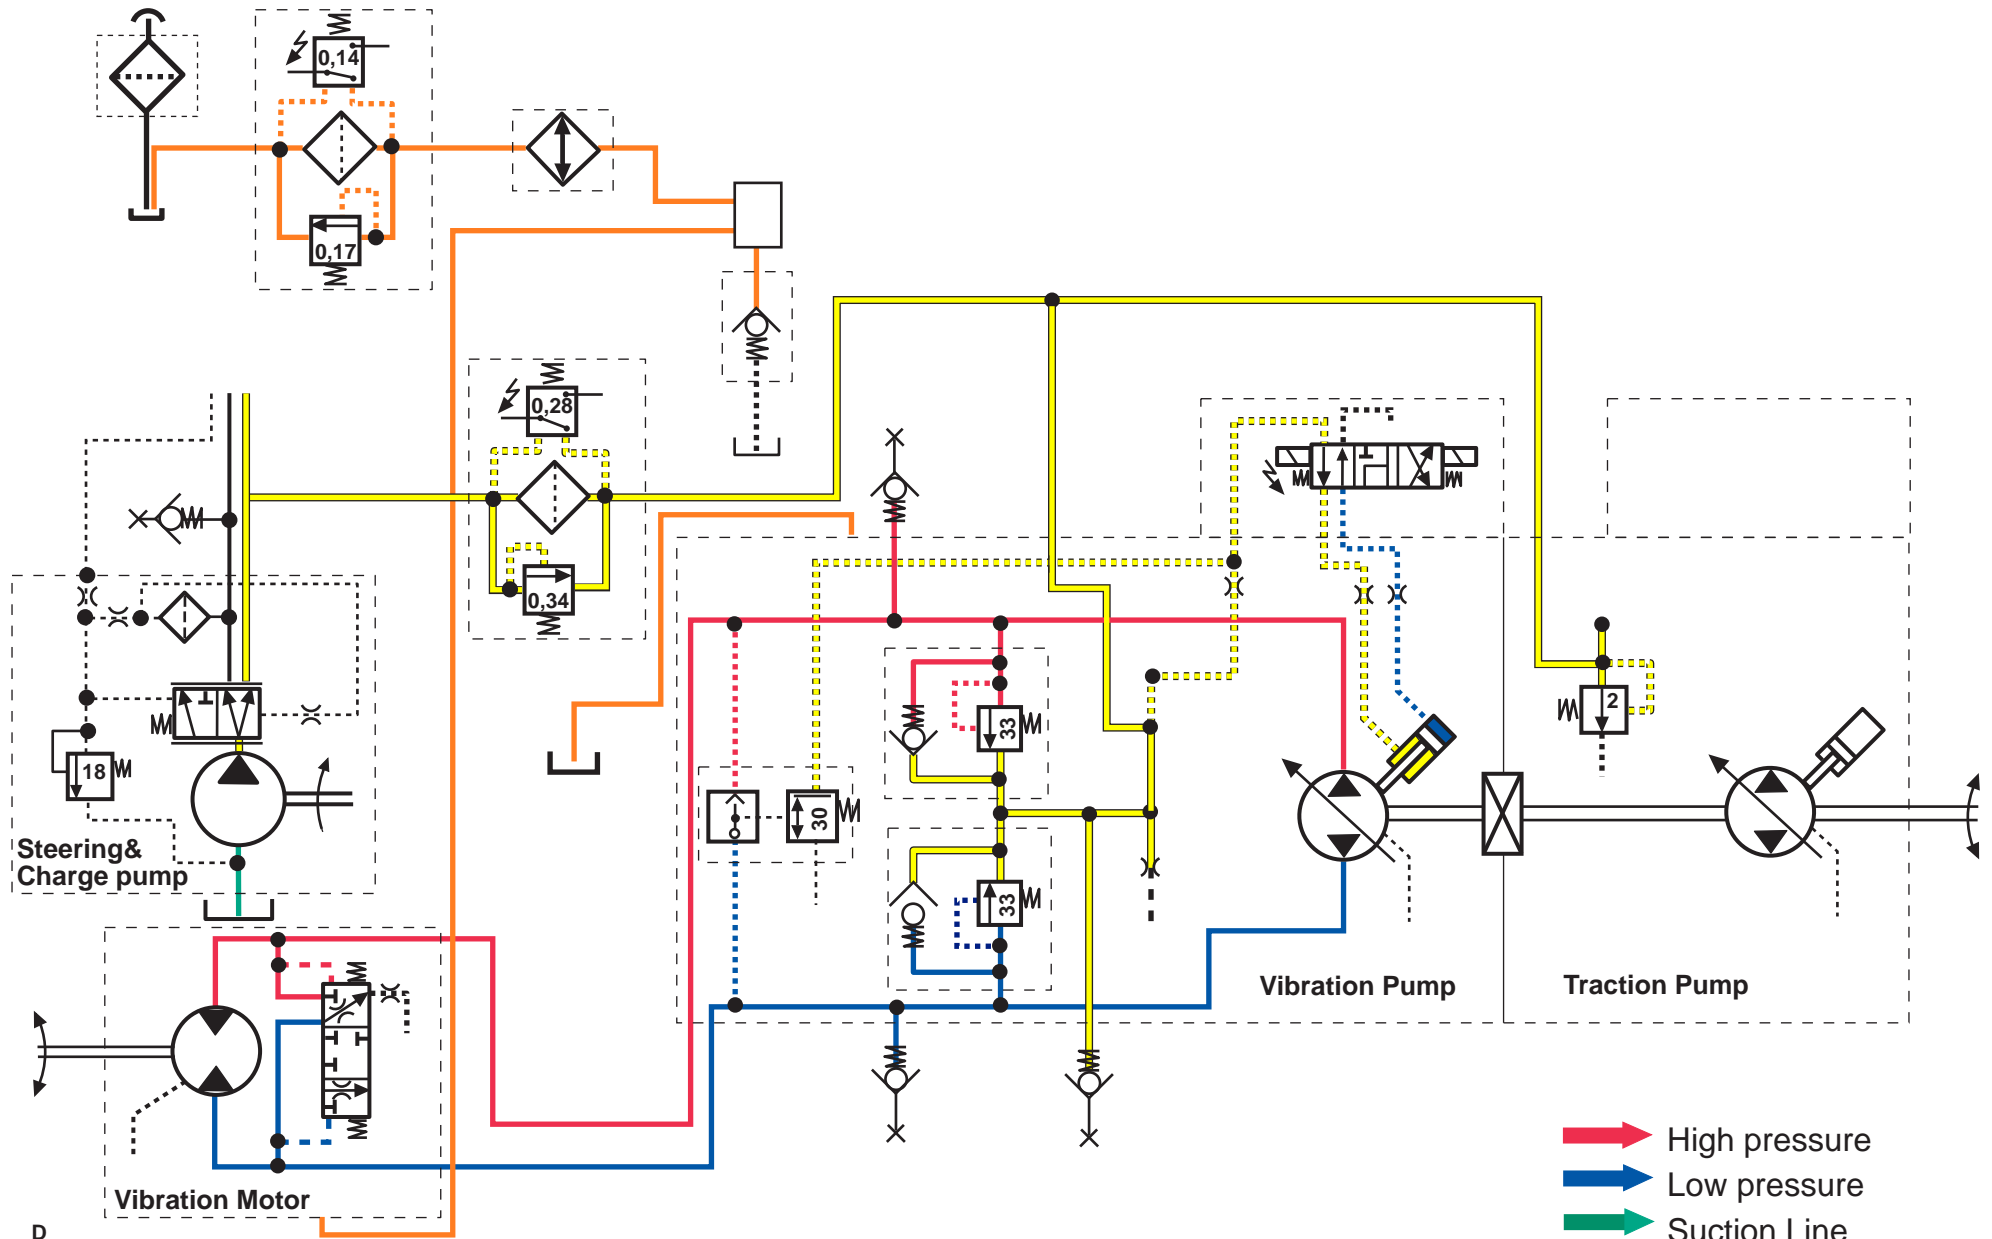 0,14
0,17
0,28
0,34
2
33
18
30
33
Steering&
Charge pump
Vibration Pump
Traction Pump
High pressure
Low pressure
Suction Line
Vibration Motor
D